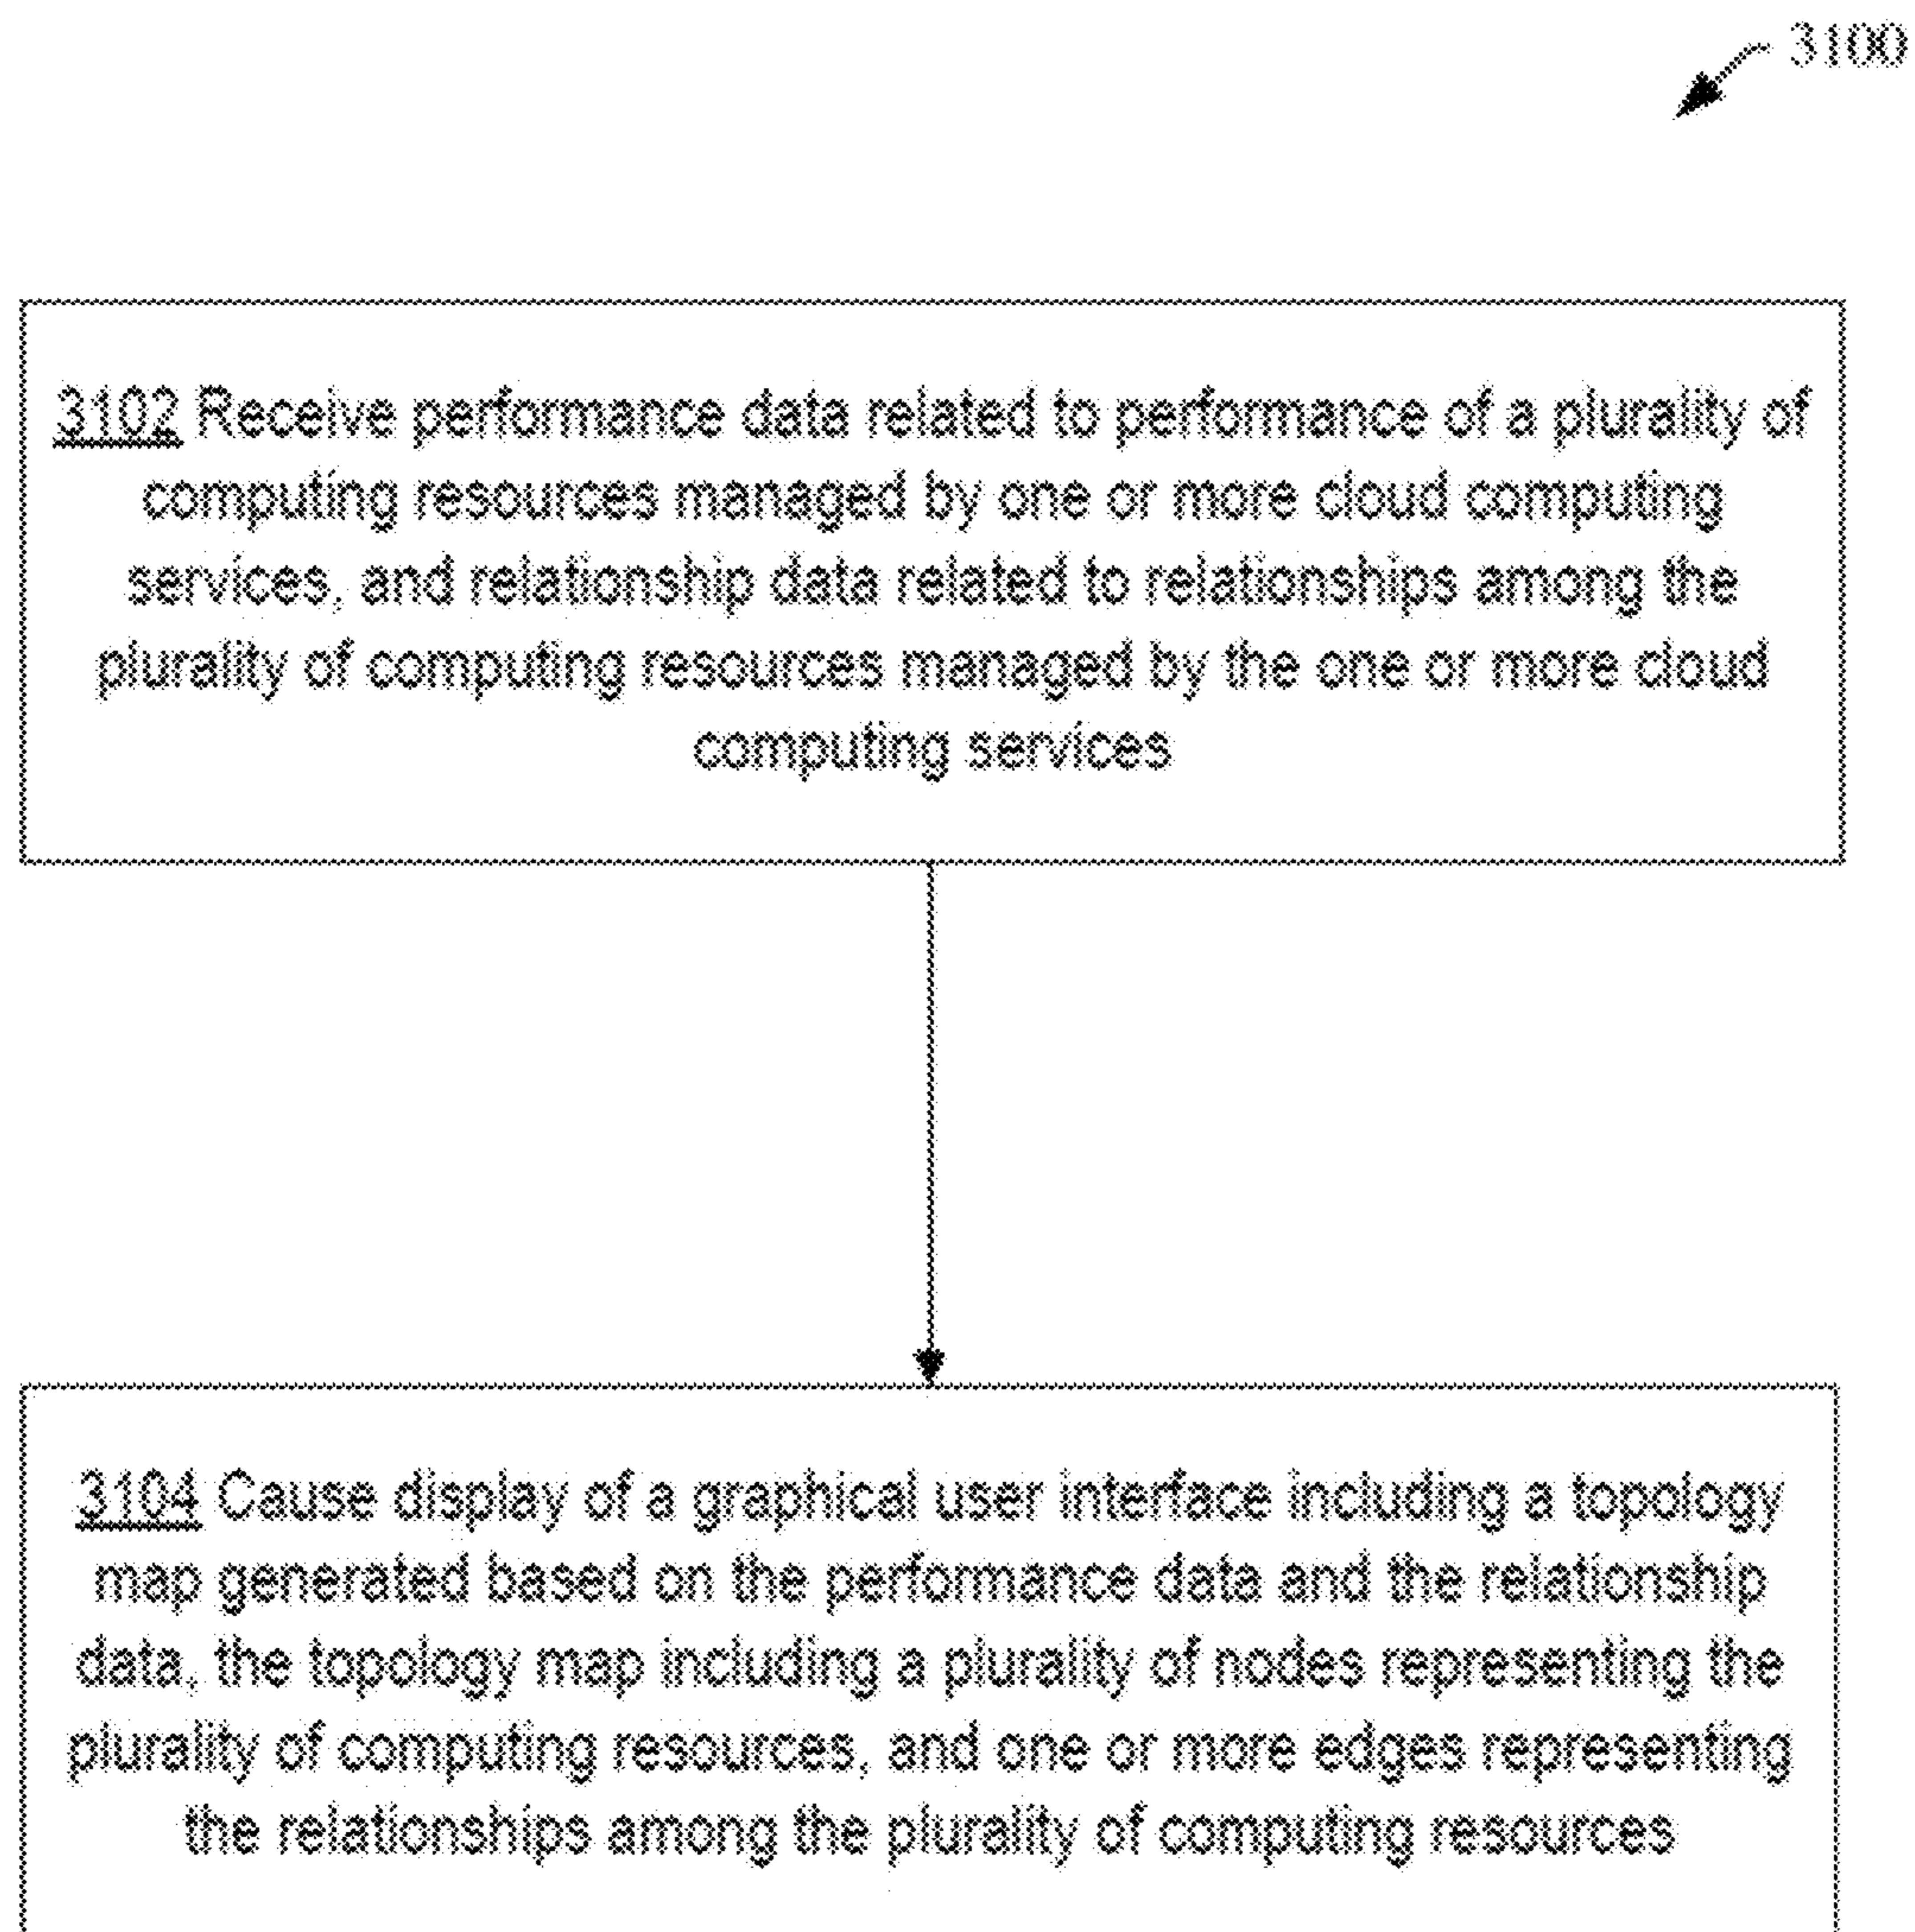 3100
3102 Receive performance data related to performance of a plurality of
computing resources managed by one or more cloud computing
services, and relationship data related to relationships among the
plurality of computing resources managed by the one or more cloud
computing services
3104 Cause display of a graphical user interface including a topology
map generated based on the performance data and the relationship
data, the topology map including a plurality of nodes representing the
plurality of computing resources, and one or more edges representing
the relationships among the plurality of computing resources